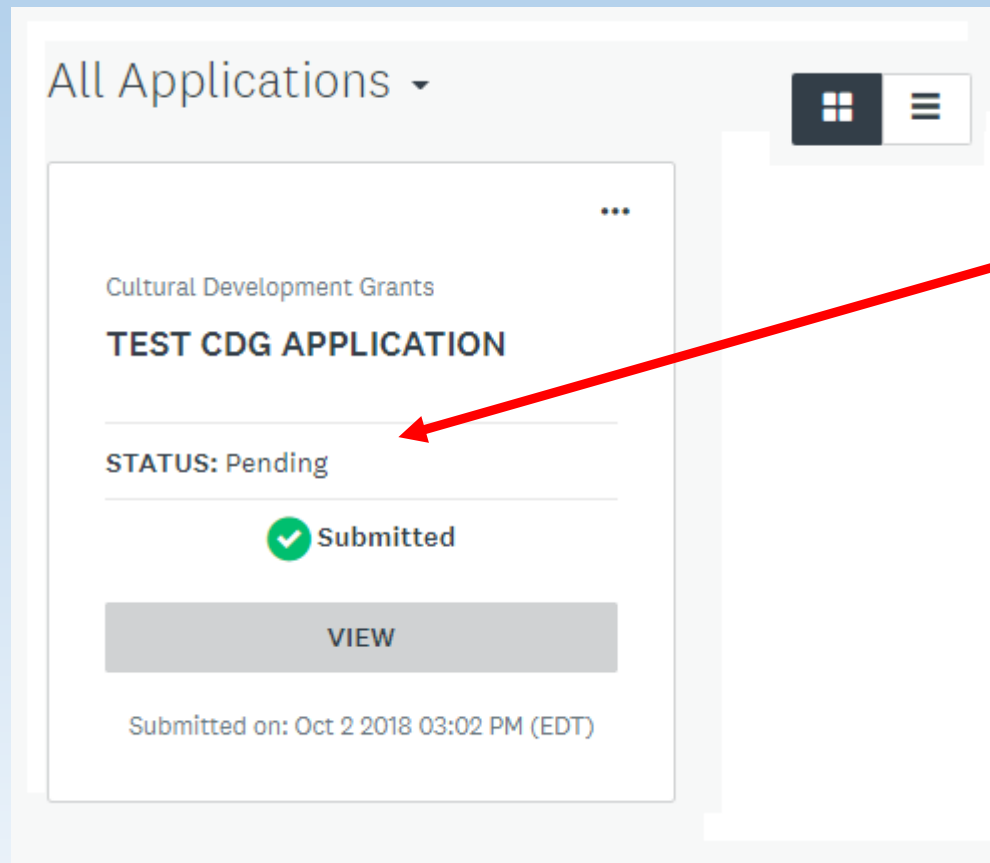 All Applications
Cultural Development Grants
TEST CDG APPLICATION
STATUS: Pending
Submitted
VIEW
Submitted on: Oct 2 2018 03:02 PM (EDT)